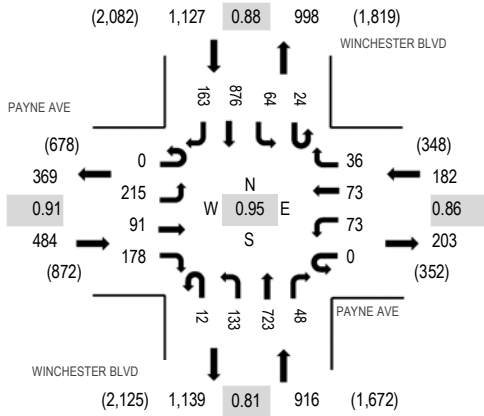 (2,082) 1,127 0.88 998 (1,819)
WINCHESTER BLVD
163 876 64 24
PAYNE AVE
(678)
369
0.91
484
(872)
0
215
91
178
N
W 0.95 E
S
36
73
73
0
(348)
182
0.86
203
(352)
12 133 723 48
PAYNE AVE
WINCHESTER BLVD
(2,125) 1,139 0.81 916 (1,672)